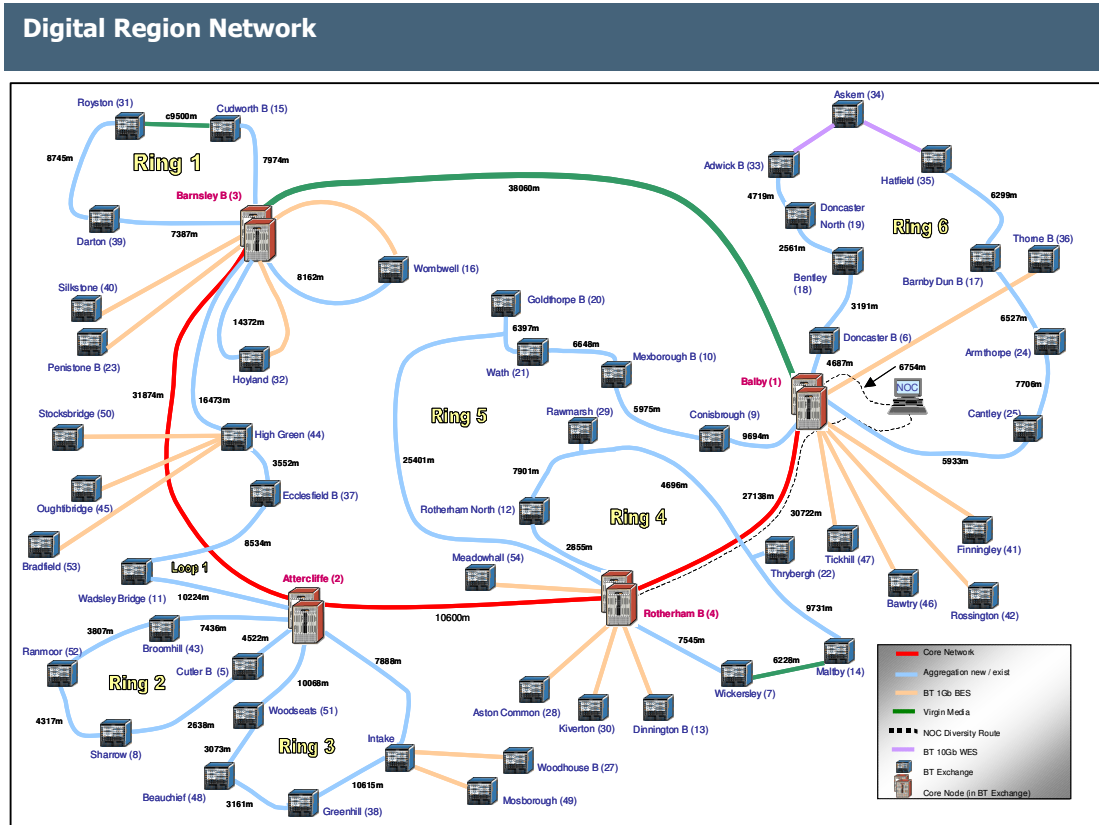 Digital Region Network
Askern (34)
Royston (31)
Cudworth B (15)
c9500m
8745m
Ring 1
7974m
Adwick B (33)
Hatfield (35)
Barnsley B (3)
38060m
4719m
6299m
Doncaster
North (19)
Ring 6
Thorne B (36)
Darton (39)
7387m
2561m
Wombwell (16)
8162m
Bentley
(18)
Barnby Dun B (17)
Silkstone (40)
Goldthorpe B (20)
3191m
14372m
6397m
6527m
6648m
Doncaster B (6)
Armthorpe (24)
Penistone B (23)
Hoyland (32)
Wath (21)
Mexborough B (10)
4687m
6754m
Balby (1)
NOC
7706m
31874m
16473m
Stocksbridge (50)
Ring 5
Rawmarsh (29)
5975m
Conisbrough (9)
Cantley (25)
High Green (44)
9694m
3552m
25401m
7901m
4696m
5933m
Ecclesfield B (37)
27138m
Oughtibridge (45)
Rotherham North (12)
Ring 4
30722m
8534m
2855m
Finningley (41)
Meadowhall (54)
Tickhill (47)
Bradfield (53)
Loop 1
Thrybergh (22)
Attercliffe (2)
Wadsley Bridge (11)
10224m
Bawtry (46)
Rossington (42)
10600m
Rotherham B (4)
9731m
3807m
7436m
4522m
Broomhill (43)
7545m
Ranmoor (52)
7888m
6228m
Maltby (14)
Cutler B (5)
Ring 2
10068m
Wickersley (7)
Woodseats (51)
Aston Common (28)
4317m
2638m
Kiverton (30)
Dinnington B (13)
Sharrow (8)
Ring 3
Intake
3073m
Woodhouse B (27)
10615m
Beauchief (48)
3161m
Greenhill (38)
Mosborough (49)
Core Network
Aggregation new / exist
BT 1Gb BES
Virgin Media
NOC Diversity Route
BT 10Gb WES
BT Exchange
Core Node (in BT Exchange)